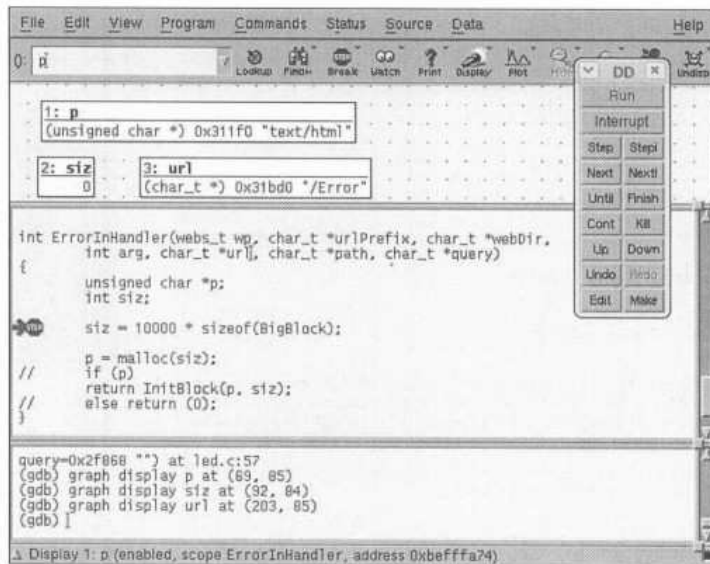 File Edit View Program Commands Status Source Data Help
(): p
Lookup Find» Break Watch Print Display Plot Undisp
DD
Run
Interrupt
Step Stepi
Next Nexti
Until Finish
Cont Kill
Up Down
Undo Redo
Edit Make
1: p
(unsigned char *) 0x311f0 "text/html"
2: siz
0
3: url
(char_t *) 0x31bd0 "/Error"
int ErrorInHandler(webs_t wp, char_t *urlPrefix, char_t *webDir,
int arg, char_t *url, char_t *path, char_t *query)
{
unsigned char *p;
int siz;
STOP siz = 10000 * sizeof(BigBlock);
p = malloc(siz);
// if (p)
return InitBlock(p, siz);
// else return (0);
}
query=0x2f868 "") at led.c:57
(gdb) graph display p at (69, 85)
(gdb) graph display siz at (92, 84)
(gdb) graph display url at (203, 85)
(gdb)
Display 1: p (enabled, scope ErrorInHandler, address 0xbefffa74)